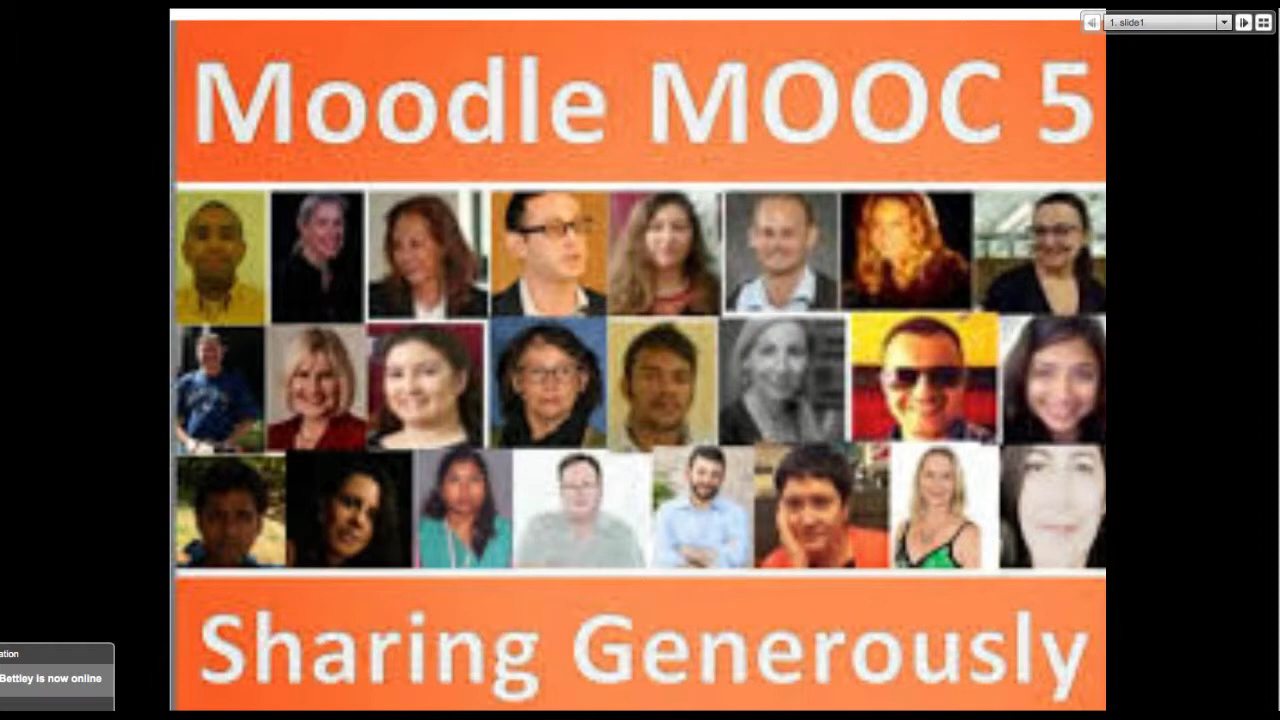 1. slide1
Moodle MOOC 5
Sharing Generously
ation
Bettley is now online